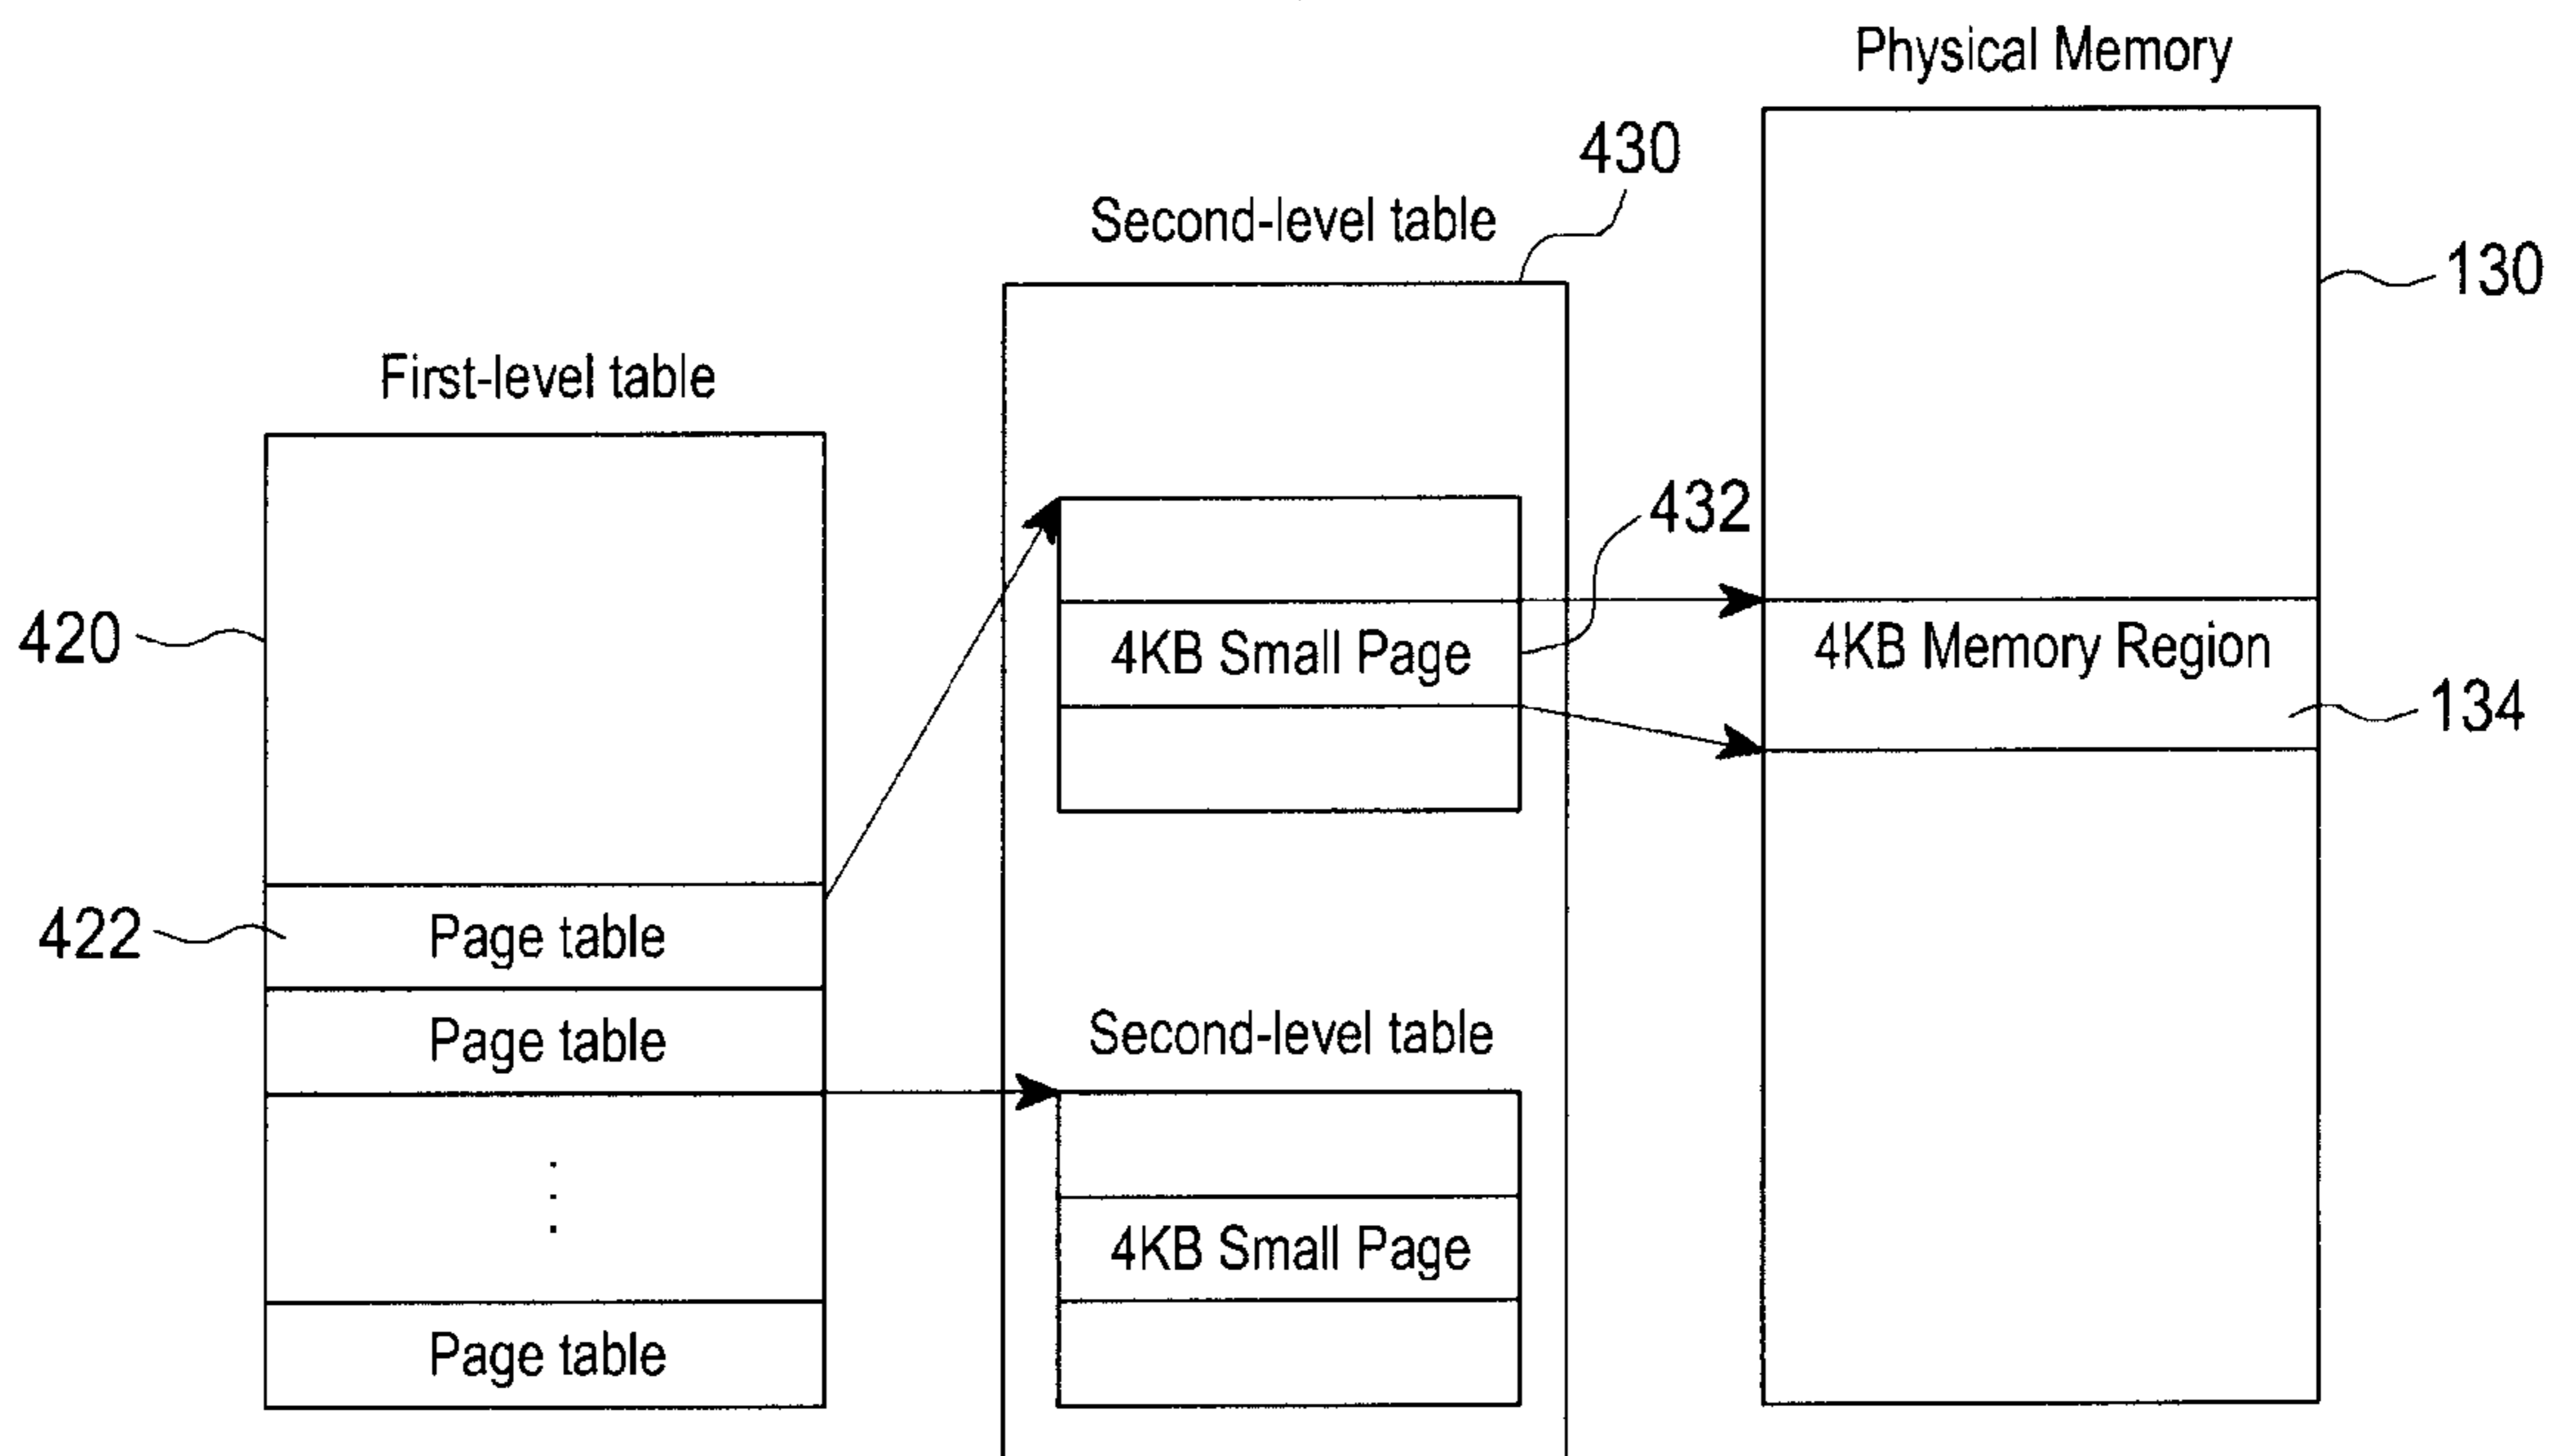 Physical Memory
430
Second-level table
130
First-level table
432
420
4KB Small Page
4KB Memory Region
134
422
Page table
Page table
Second-level table
4KB Small Page
Page table